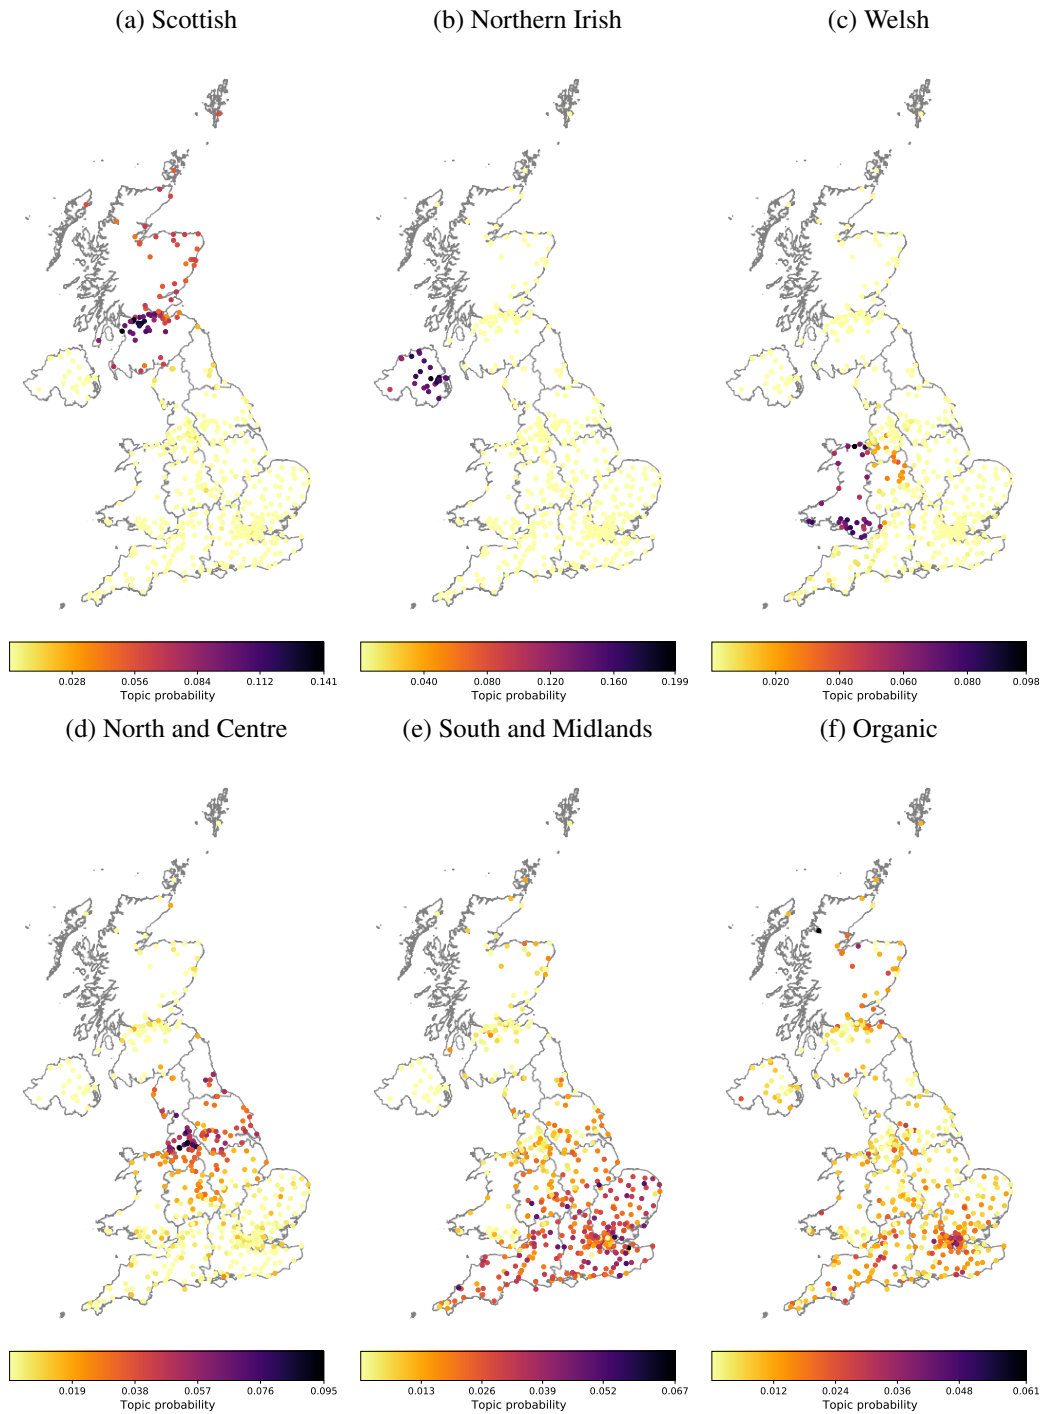 (a) Scottish (b) Northern Irish (c) Welsh
0.028 0.056 0.084 0.112 0.141 0.040 0.080 0.120 0.160 0.199 0.020 0.040 0.060 0.080 0.098
Topic probability Topic probability Topic probability
(d) North and Centre (e) South and Midlands (f) Organic
0.019 0.038 0.057 0.076 0.095 0.013 0.026 0.039 0.052 0.067 0.012 0.024 0.036 0.048 0.061
Topic probability Topic probability Topic probability